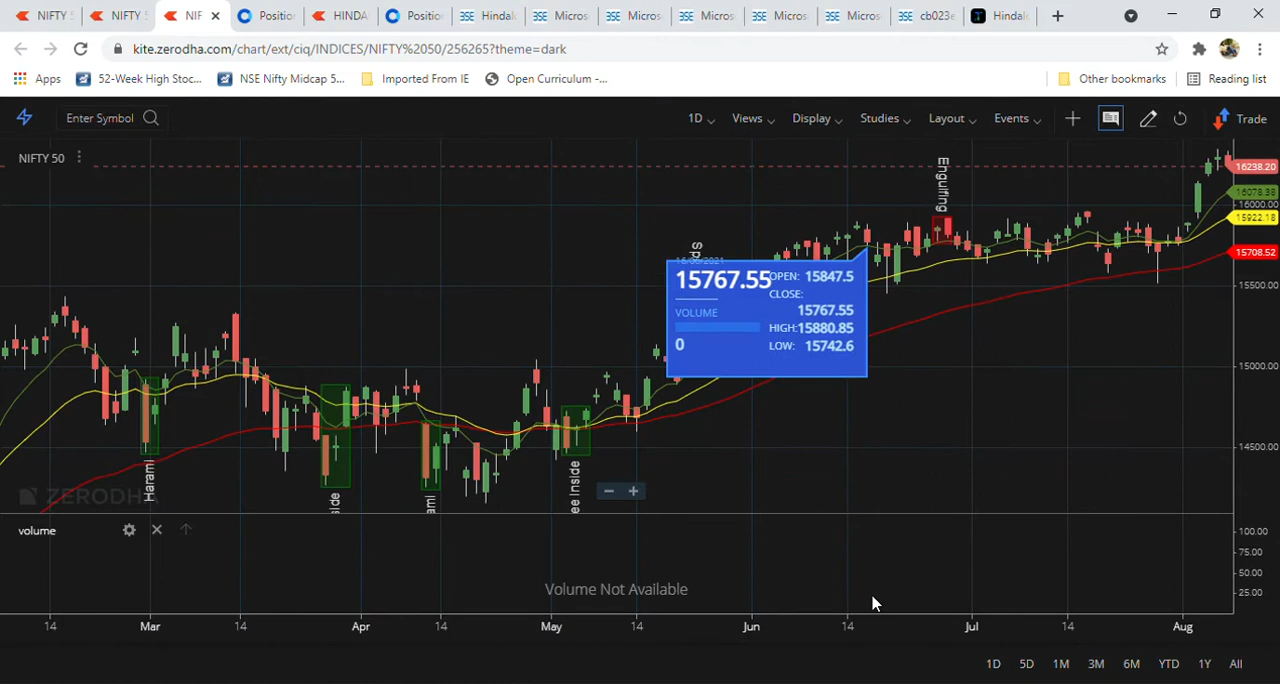 NIFTY
NIFTY
NIF
Position
HINDA
Position
Hindal
Micros
Micros
Micros
Micros
Micros
cb023e
Hindal
kite.zerodha.com/chart/ext/ciq/INDICES/NIFTY%2050/256265?theme=dark
Apps
52-Week High Stoc...
NSE Nifty Midcap 5...
Imported From IE
Open Curriculum -...
Other bookmarks
Reading list
Enter Symbol
1D
Views
Display
Studies
Layout
Events
Trade
NIFTY 50
16238.20
16078.38
16000.00
15922.18
15708.52
15500.00
15000.00
14500.00
Engulfing
15767.55
OPEN: 15847.5
CLOSE:
15767.55
VOLUME
HIGH:15880.85
0
LOW: 15742.6
Harami
side
ami
ee Inside
ZERODHA
volume
Volume Not Available
100.00
75.00
50.00
25.00
14 Mar 14 Apr 14 May 14 Jun 14 Jul 14 Aug
1D 5D 1M 3M 6M YTD 1Y All